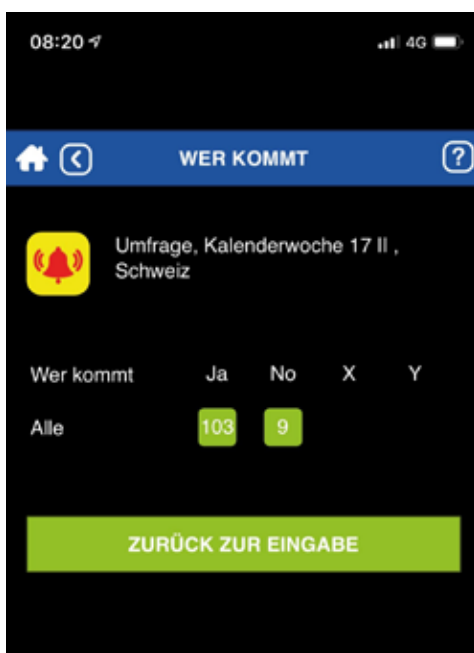 08:20 4G
WER KOMMT ?
Umfrage, Kalenderwoche 17 II ,
Schweiz
Wer kommt Ja No X Y
Alle 103 9
ZURÜCK ZUR EINGABE